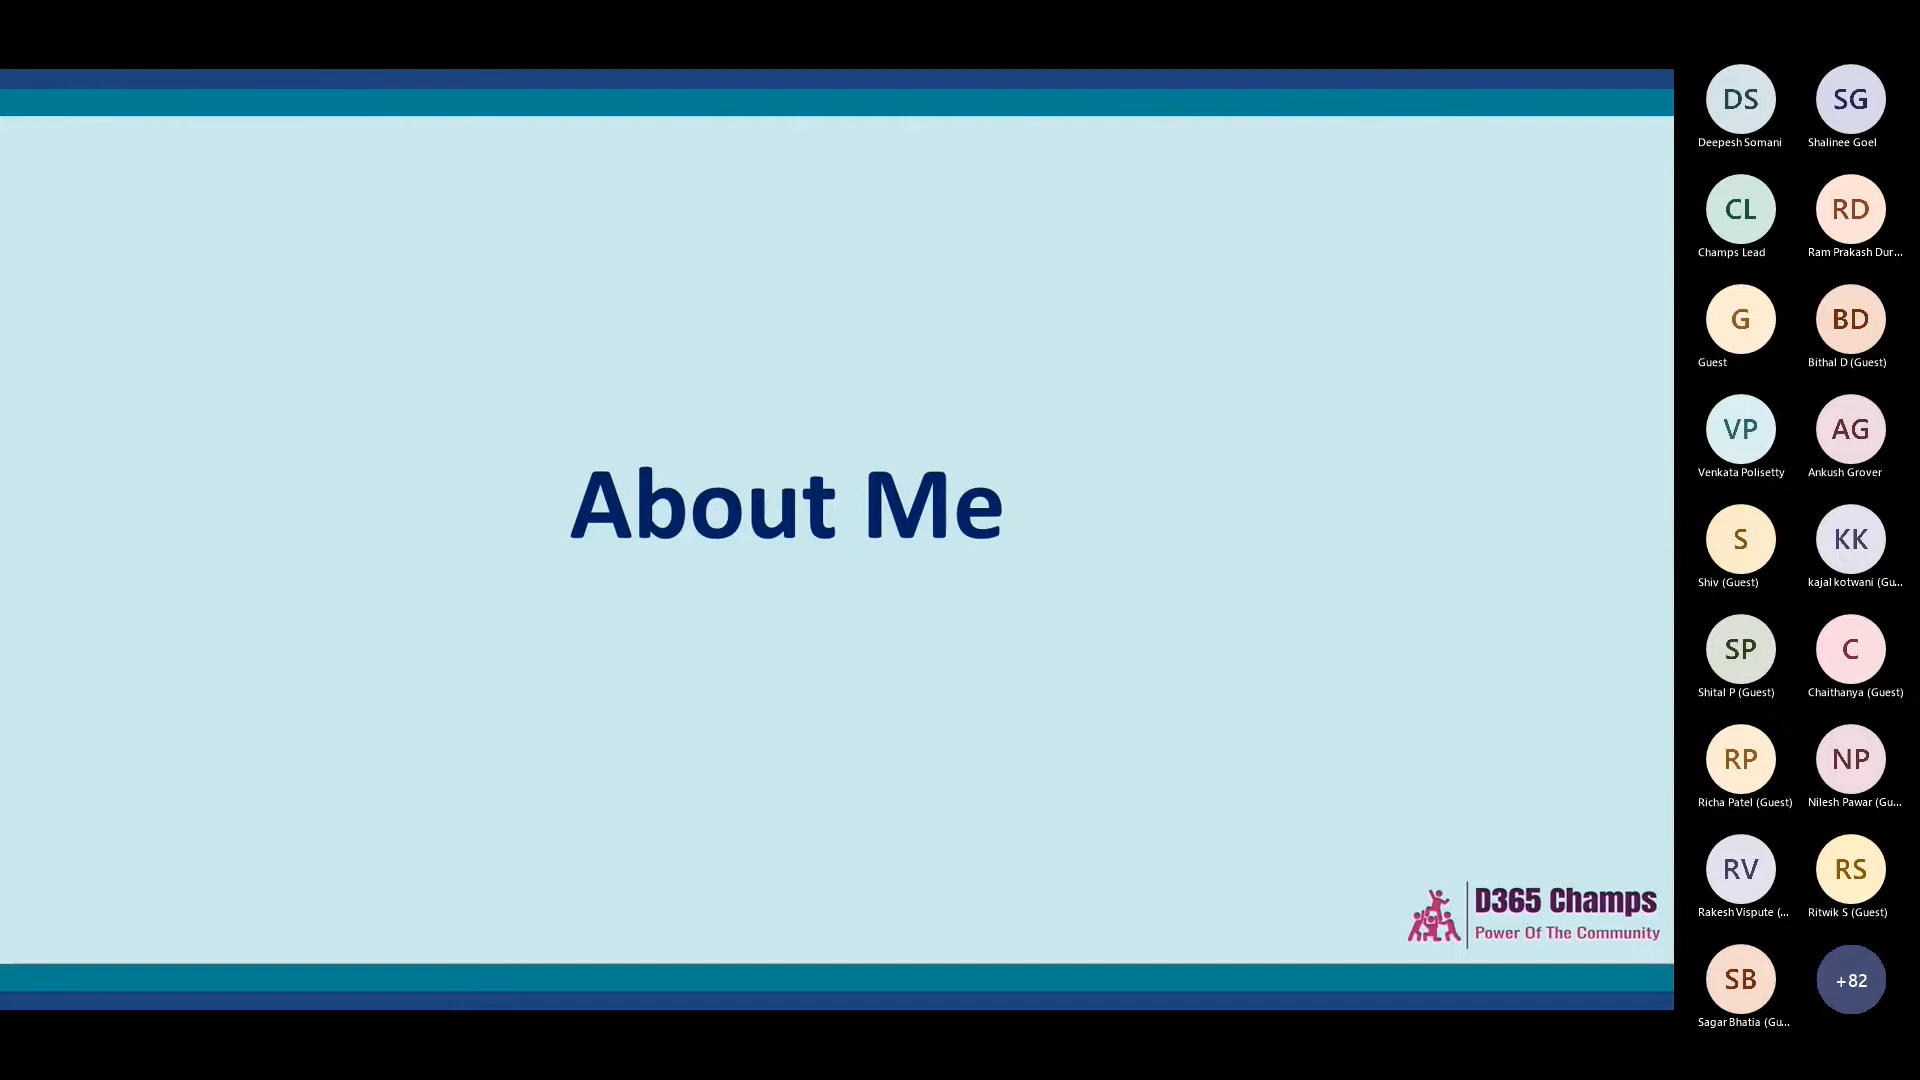 About Me
D365 Champs
Power Of The Community
DS
Deepesh Somani
SG
Shalinee Goel
CL
Champs Lead
RD
Ram Prakash Dur...
G
Guest
BD
Bithal D (Guest)
VP
Venkata Polisetty
AG
Ankush Grover
S
Shiv (Guest)
KK
kajal kotwani (Gu...
SP
Shital P (Guest)
C
Chaithanya (Guest)
RP
Richa Patel (Guest)
NP
Nilesh Pawar (Gu...
RV
Rakesh Vispute (...
RS
Ritwik S (Guest)
SB
Sagar Bhatia (Gu...
+82